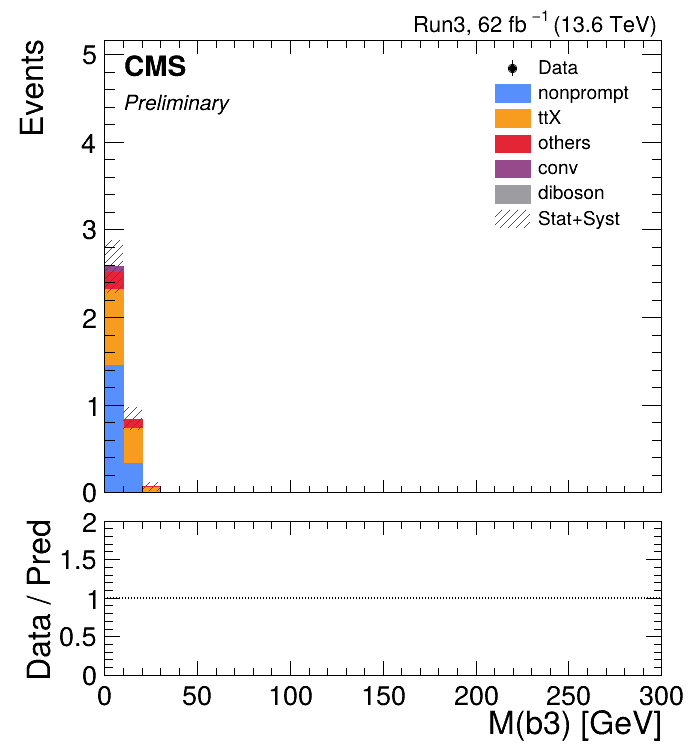 Run3, 62 fb⁻¹ (13.6 TeV)
CMS
Preliminary
Events
5
4
3
2
1
0
Data
nonprompt
ttX
others
conv
diboson
Stat+Syst
Data / Pred
2
1.5
1
0.5
0
0 50 100 150 200 250 300
M(b3) [GeV]